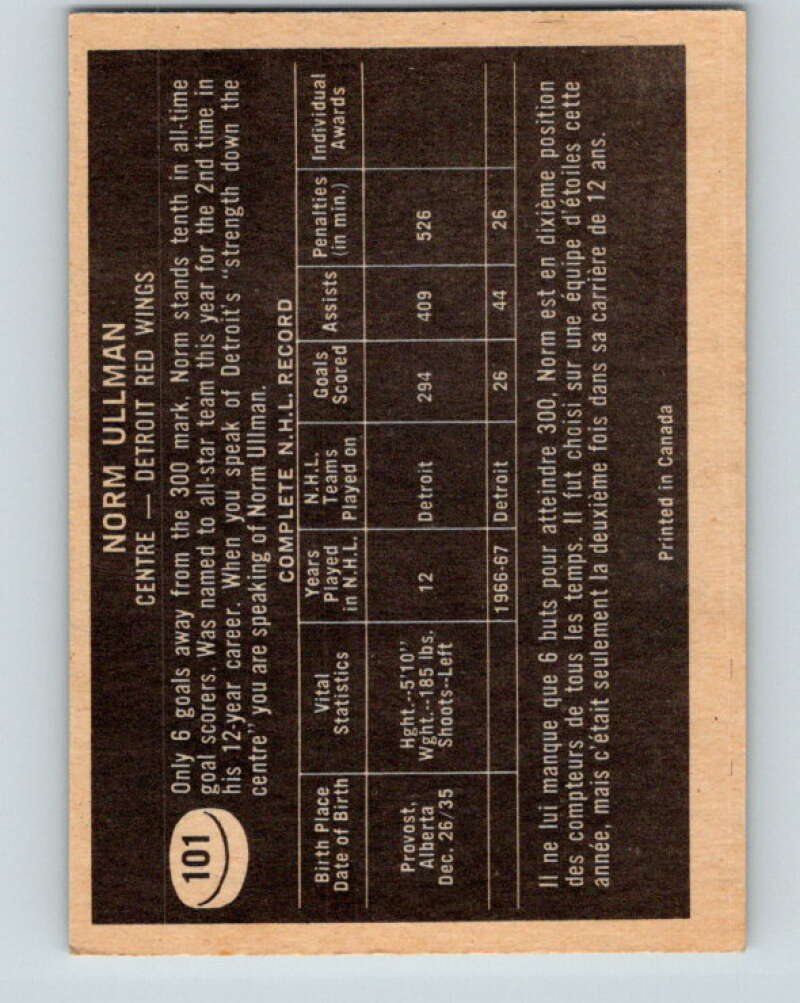 NORM ULLMAN
CENTRE — DETROIT RED WINGS
101
Only 6 goals away from the 300 mark, Norm stands tenth in all-time
goal scorers. Was named to all-star team this year for the 2nd time in
his 12-year career. When you speak of Detroit's "strength down the
centre" you are speaking of Norm Ullman.
COMPLETE N.H.L. RECORD
Birth Place Date of Birth | Vital Statistics | Years Played in N.H.L. | N.H.L. Teams Played on | Goals Scored | Assists | Penalties (in min.) | Individual Awards
Provost, Alberta Dec. 26/35 | Hght.--5'10" Wght.--185 lbs. Shoots--Left | 12 | Detroit | 294 | 409 | 526
1966-67 | Detroit | 26 | 44 | 26
Il ne lui manque que 6 buts pour atteindre 300, Norm est en dixième position
des compteurs de tous les temps. Il fut choisi sur une équipe d'étoiles cette
année, mais c'était seulement la deuxième fois dans sa carrière de 12 ans.
Printed in Canada